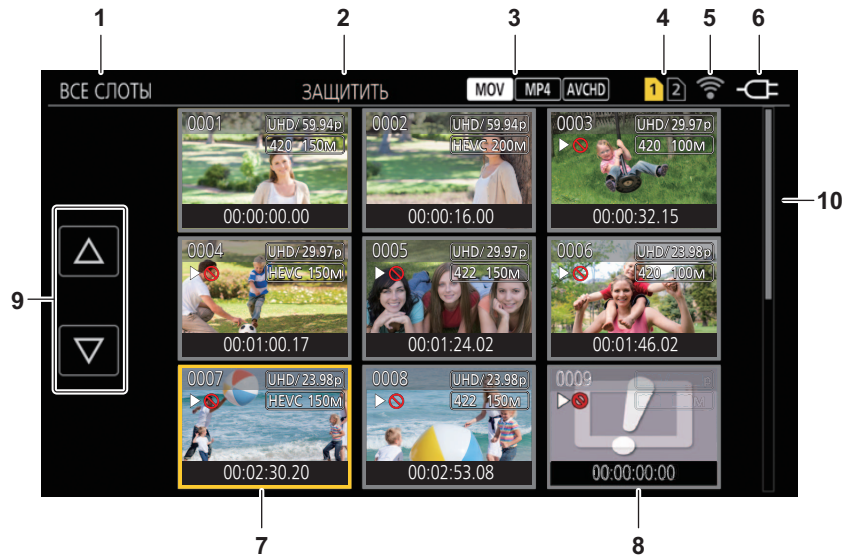 1 2 3 4 5 6
ВСЕ СЛОТЫ ЗАЩИТИТЬ MOV MP4 AVCHD 1 2
0001 UHD/59.94p
420 150M
00:00:00.00
0002 UHD/59.94p
HEVC 200M
00:00:16.00
0003 UHD/29.97p
420 100M
00:00:32.15
10
9
0004 UHD/29.97p
HEVC 150M
00:01:00.17
0005 UHD/29.97p
422 150M
00:01:24.02
0006 UHD/23.98p
420 100M
00:01:46.02
0007 UHD/23.98p
HEVC 150M
00:02:30.20
0008 UHD/23.98p
422 150M
00:02:53.08
0009 p
M
00:00:00:00
7 8